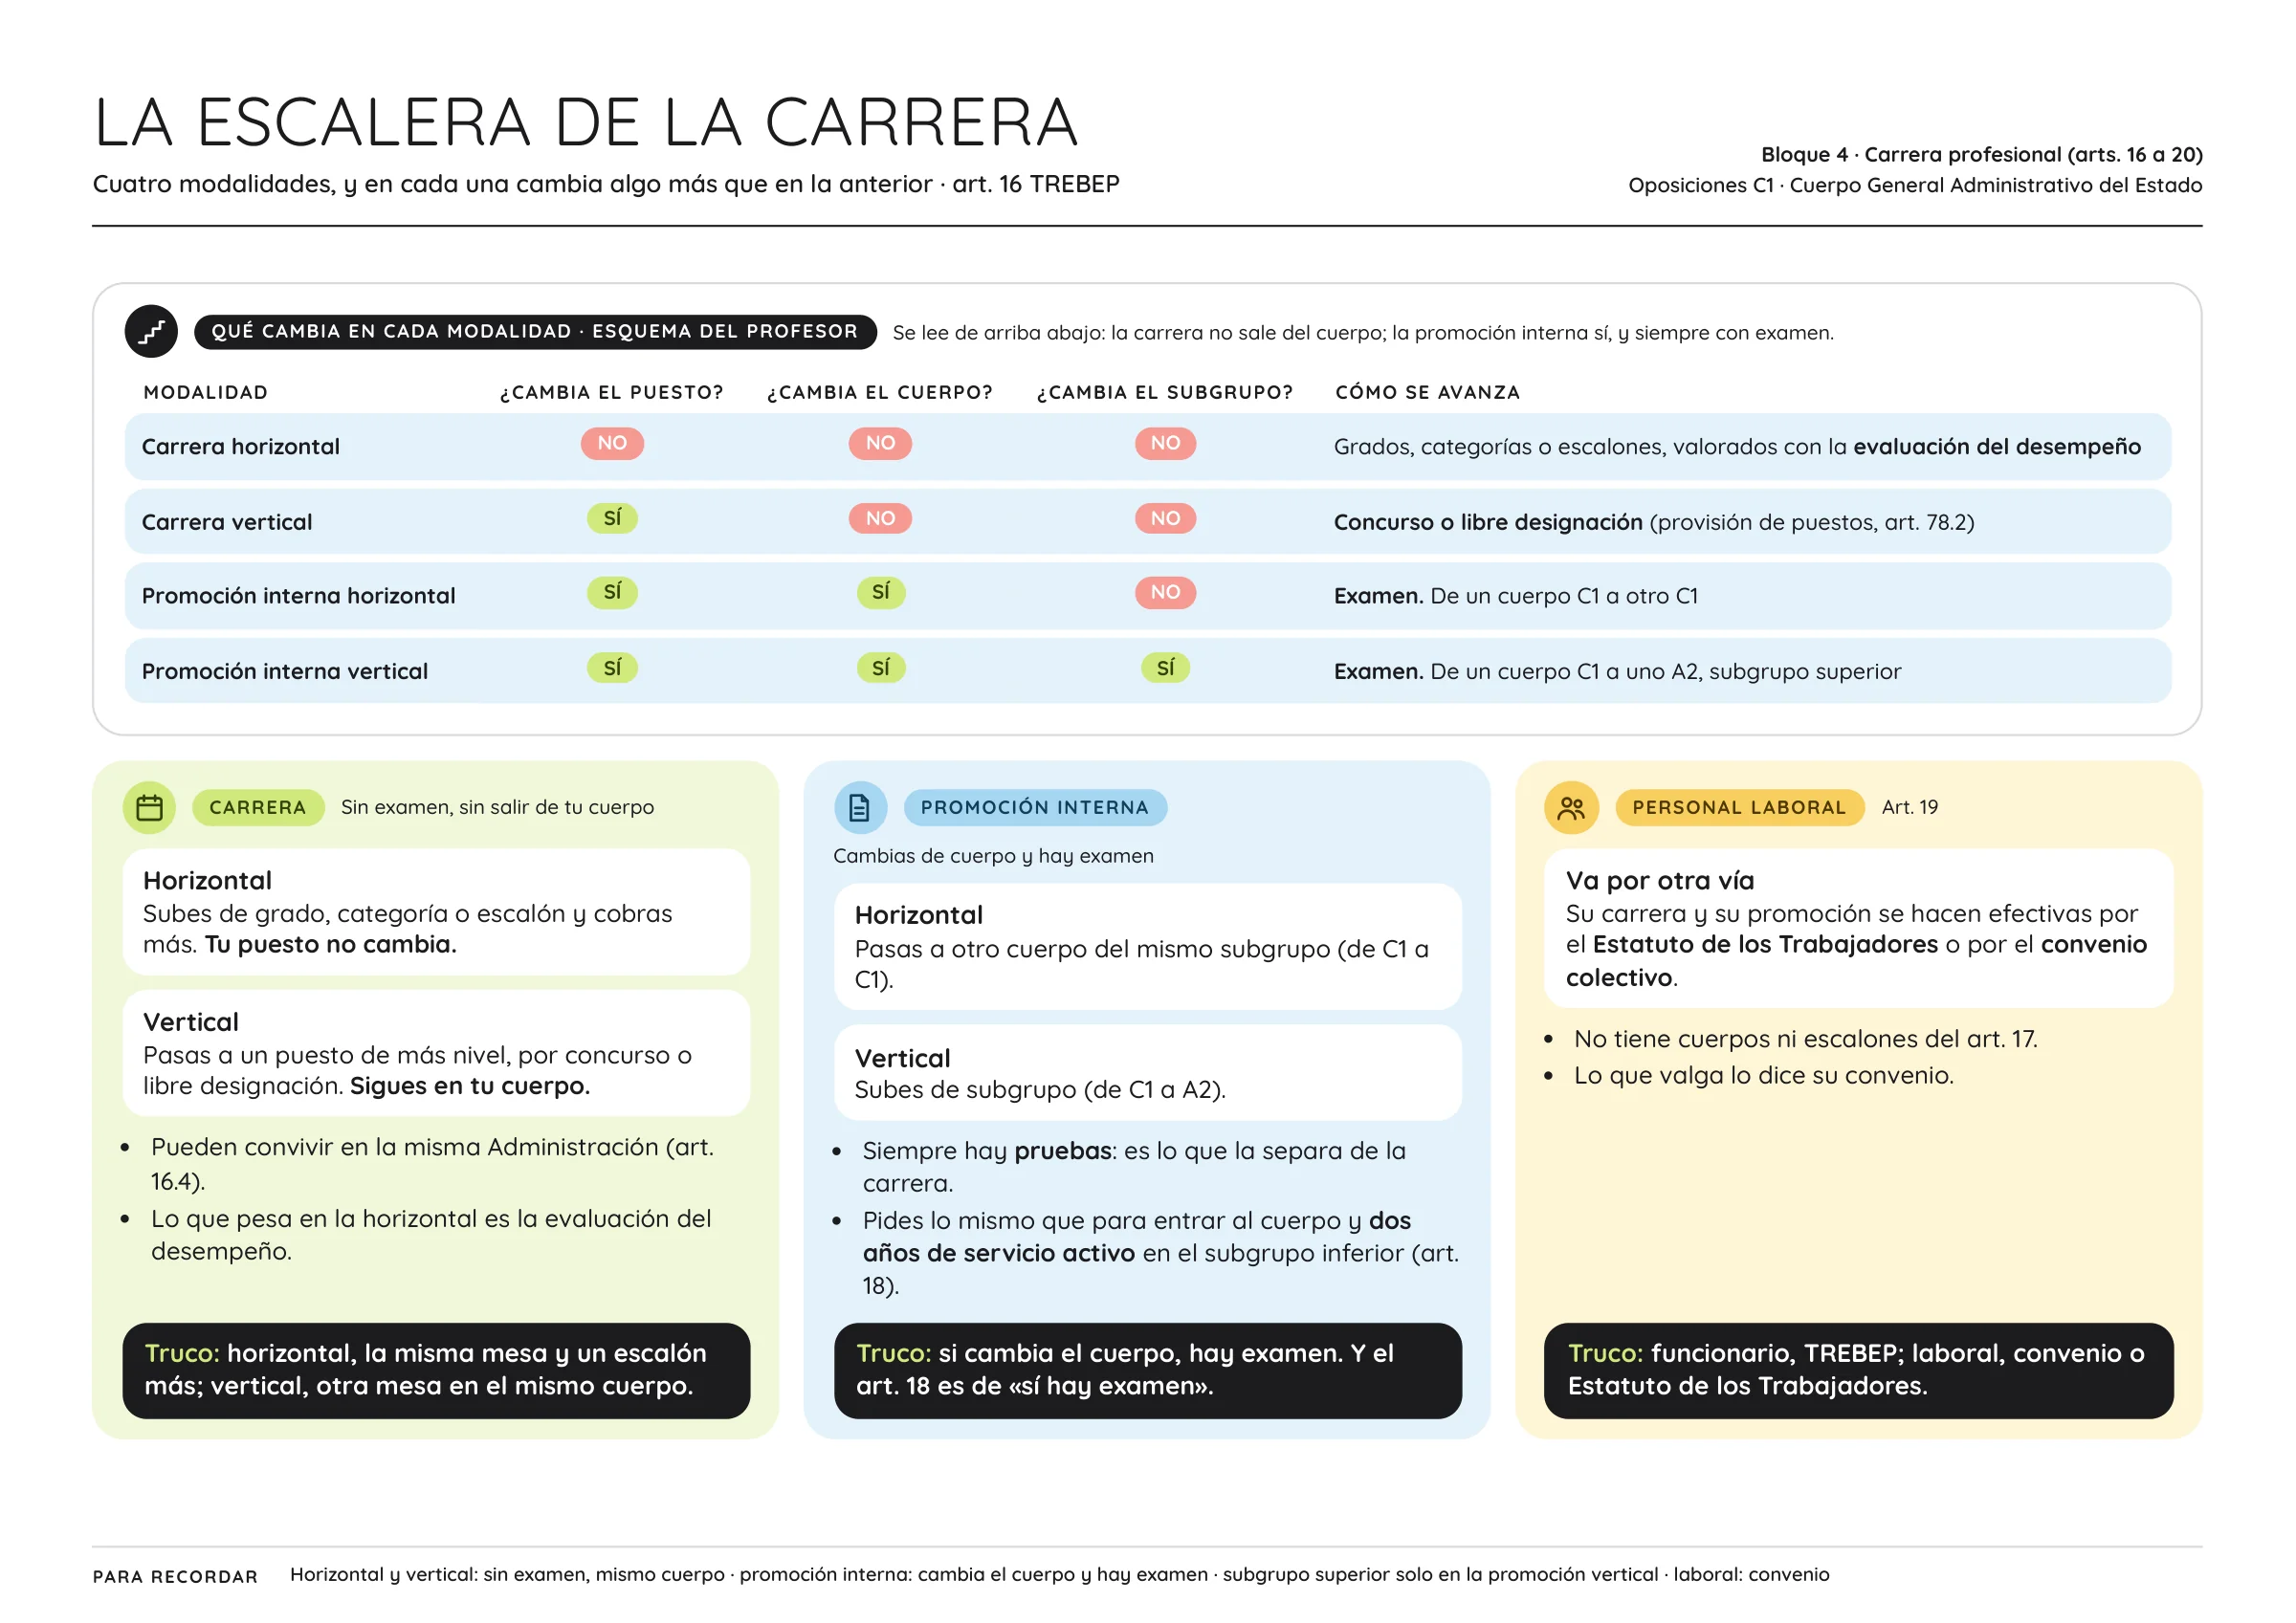 LA ESCALERA DE LA CARRERA
Cuatro modalidades, y en cada una cambia algo más que en la anterior · art. 16 TREBEP
Bloque 4 · Carrera profesional (arts. 16 a 20)
Oposiciones C1 · Cuerpo General Administrativo del Estado
QUÉ CAMBIA EN CADA MODALIDAD · ESQUEMA DEL PROFESOR
Se lee de arriba abajo: la carrera no sale del cuerpo; la promoción interna sí, y siempre con examen.
MODALIDAD ¿CAMBIA EL PUESTO? ¿CAMBIA EL CUERPO? ¿CAMBIA EL SUBGRUPO? CÓMO SE AVANZA
Carrera horizontal NO NO NO Grados, categorías o escalones, valorados con la evaluación del desempeño
Carrera vertical SÍ NO NO Concurso o libre designación (provisión de puestos, art. 78.2)
Promoción interna horizontal SÍ SÍ NO Examen. De un cuerpo C1 a otro C1
Promoción interna vertical SÍ SÍ SÍ Examen. De un cuerpo C1 a uno A2, subgrupo superior
CARRERA Sin examen, sin salir de tu cuerpo
Horizontal
Subes de grado, categoría o escalón y cobras
más. Tu puesto no cambia.
Vertical
Pasas a un puesto de más nivel, por concurso o
libre designación. Sigues en tu cuerpo.
• Pueden convivir en la misma Administración (art.
16.4).
• Lo que pesa en la horizontal es la evaluación del
desempeño.
Truco: horizontal, la misma mesa y un escalón
más; vertical, otra mesa en el mismo cuerpo.
PROMOCIÓN INTERNA
Cambias de cuerpo y hay examen
Horizontal
Pasas a otro cuerpo del mismo subgrupo (de C1 a
C1).
Vertical
Subes de subgrupo (de C1 a A2).
• Siempre hay pruebas: es lo que la separa de la
carrera.
• Pides lo mismo que para entrar al cuerpo y dos
años de servicio activo en el subgrupo inferior (art.
18).
Truco: si cambia el cuerpo, hay examen. Y el
art. 18 es de «sí hay examen».
PERSONAL LABORAL Art. 19
Va por otra vía
Su carrera y su promoción se hacen efectivas por
el Estatuto de los Trabajadores o por el convenio
colectivo.
• No tiene cuerpos ni escalones del art. 17.
• Lo que valga lo dice su convenio.
Truco: funcionario, TREBEP; laboral, convenio o
Estatuto de los Trabajadores.
PARA RECORDAR Horizontal y vertical: sin examen, mismo cuerpo · promoción interna: cambia el cuerpo y hay examen · subgrupo superior solo en la promoción vertical · laboral: convenio